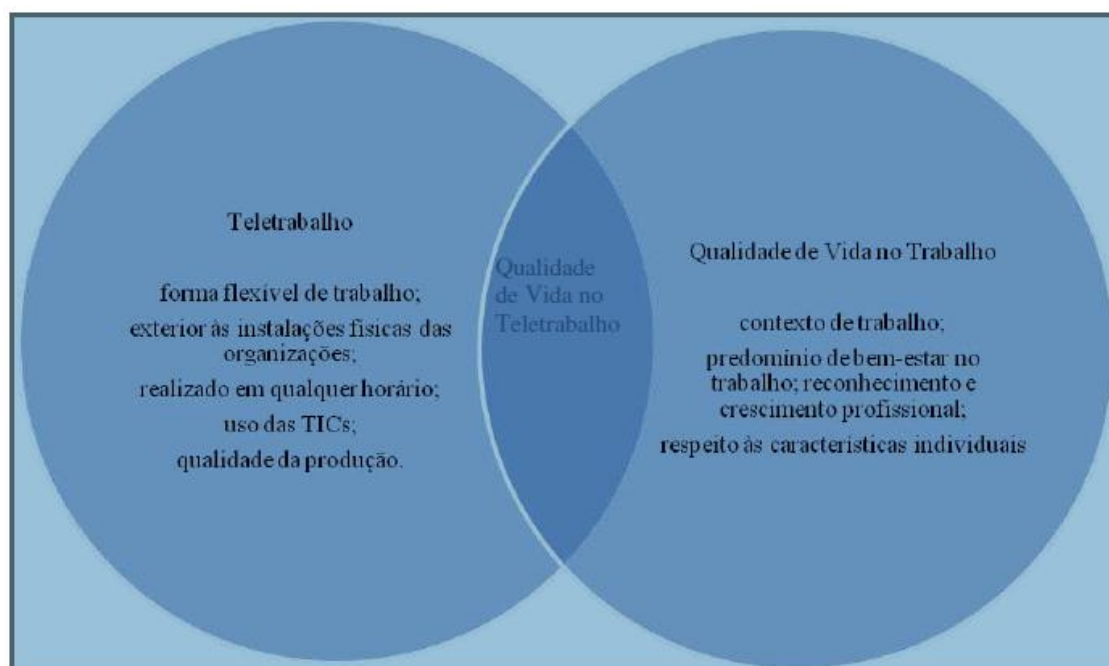 Teletrabalho
forma flexível de trabalho;
exterior às instalações físicas das
organizações;
realizado em qualquer horário;
uso das TICs;
qualidade da produção.
Qualidade
de Vida no
Teletrabalho
Qualidade de Vida no Trabalho
contexto de trabalho;
predomínio de bem-estar no
trabalho; reconhecimento e
crescimento profissional;
respeito às características individuais